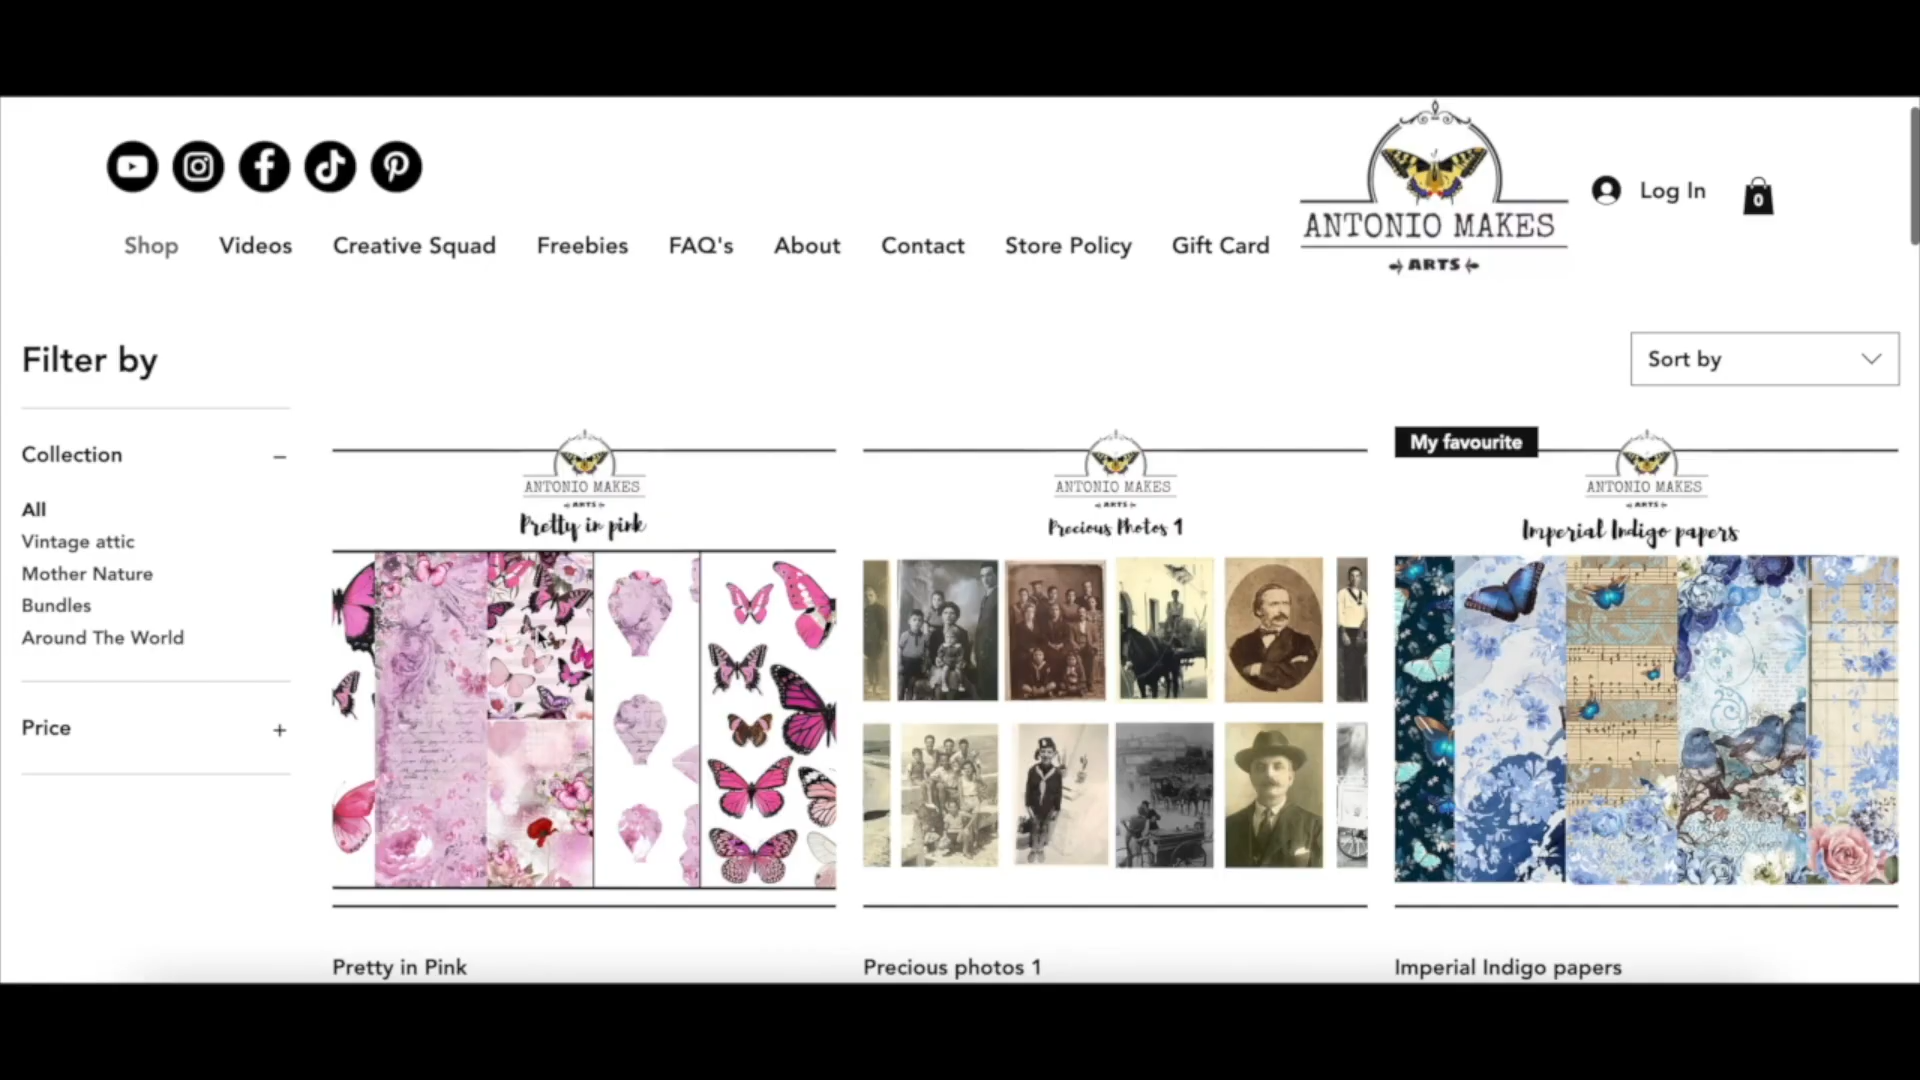 ANTONIO MAKES
ARTS
Log In
0
Shop Videos Creative Squad Freebies FAQ's About Contact Store Policy Gift Card
Filter by
Sort by
Collection
All
Vintage attic
Mother Nature
Bundles
Around The World
Price
ANTONIO MAKES
ARTS
Pretty in pink
ANTONIO MAKES
ARTS
Precious Photos 1
My favourite
ANTONIO MAKES
ARTS
Imperial Indigo papers
Pretty in Pink
Precious photos 1
Imperial Indigo papers